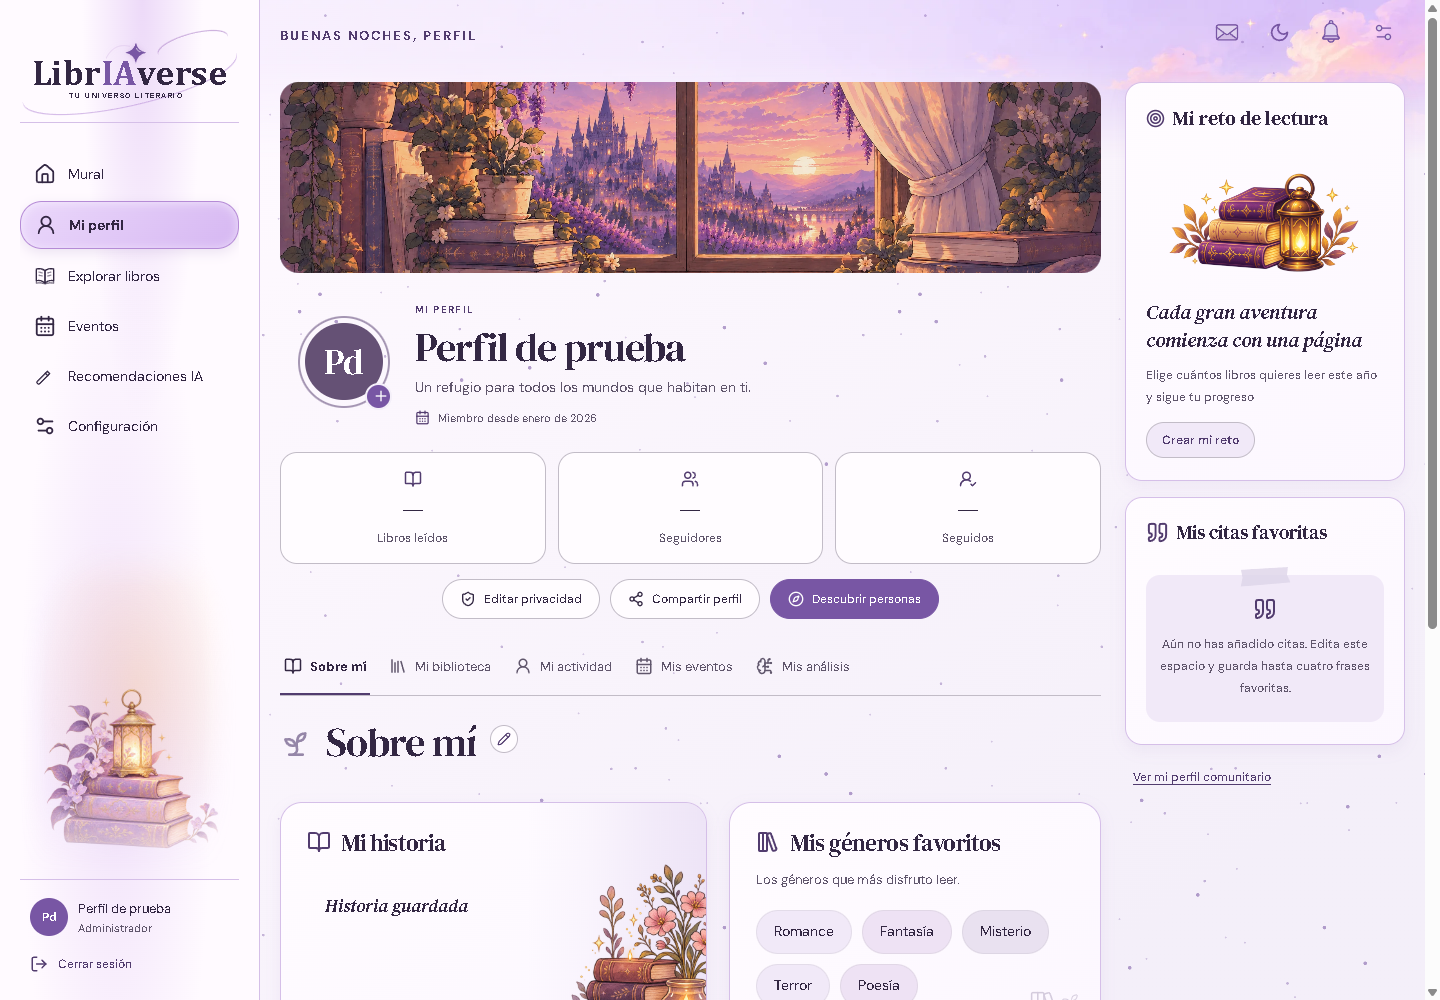 LibrIAverse
TU UNIVERSO LITERARIO
Mural
Mi perfil
Explorar libros
Eventos
Recomendaciones IA
Configuración
Pd
Perfil de prueba
Administrador
Cerrar sesión
BUENAS NOCHES, PERFIL
Pd
MI PERFIL
Perfil de prueba
Un refugio para todos los mundos que habitan en ti.
Miembro desde enero de 2026
—
Libros leídos
—
Seguidores
—
Seguidos
Editar privacidad
Compartir perfil
Descubrir personas
Sobre mí
Mi biblioteca
Mi actividad
Mis eventos
Mis análisis
Sobre mí
Mi historia
Historia guardada
Mis géneros favoritos
Los géneros que más disfruto leer.
Romance
Fantasía
Misterio
Terror
Poesía
Mi reto de lectura
Cada gran aventura
comienza con una página
Elige cuántos libros quieres leer este año
y sigue tu progreso
Crear mi reto
Mis citas favoritas
Aún no has añadido citas. Edita este
espacio y guarda hasta cuatro frases
favoritas.
Ver mi perfil comunitario